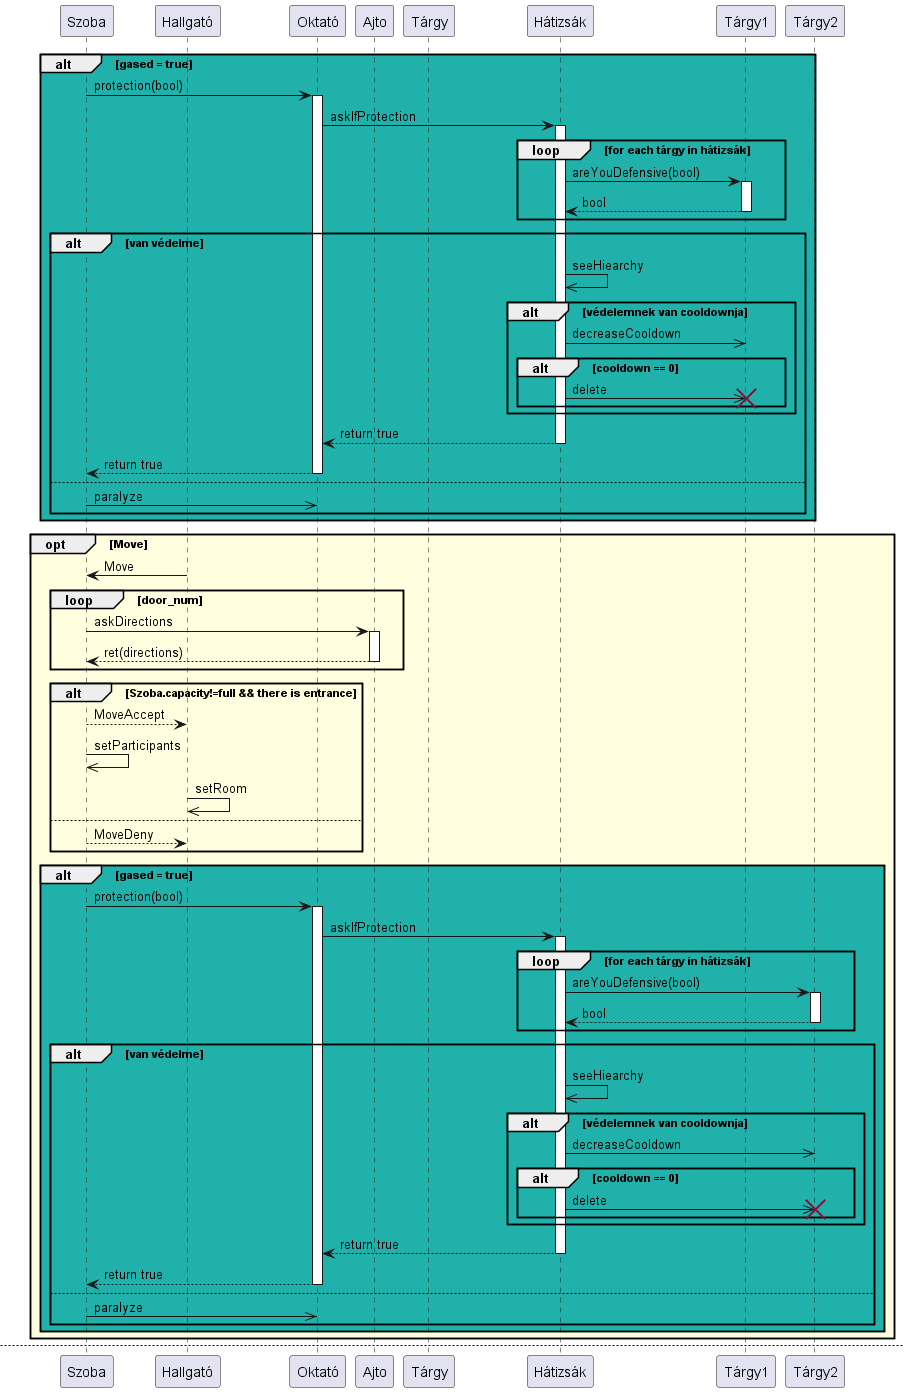 Szoba Hallgató Oktató Ajto Tárgy Hátizsák Tárgy1 Tárgy2
alt [gased = true]
protection(bool)
askIfProtection
loop [for each tárgy in hátizsák]
areYouDefensive(bool)
bool
alt [van védelme]
seeHiearchy
alt [védelemnek van cooldownja]
decreaseCooldown
alt [cooldown == 0]
delete
return true
return true
paralyze
opt [Move]
Move
loop [door_num]
askDirections
ret(directions)
alt [Szoba.capacity!=full && there is entrance]
MoveAccept
setParticipants
setRoom
MoveDeny
alt [gased = true]
protection(bool)
askIfProtection
loop [for each tárgy in hátizsák]
areYouDefensive(bool)
bool
alt [van védelme]
seeHiearchy
alt [védelemnek van cooldownja]
decreaseCooldown
alt [cooldown == 0]
delete
return true
return true
paralyze
Szoba Hallgató Oktató Ajto Tárgy Hátizsák Tárgy1 Tárgy2